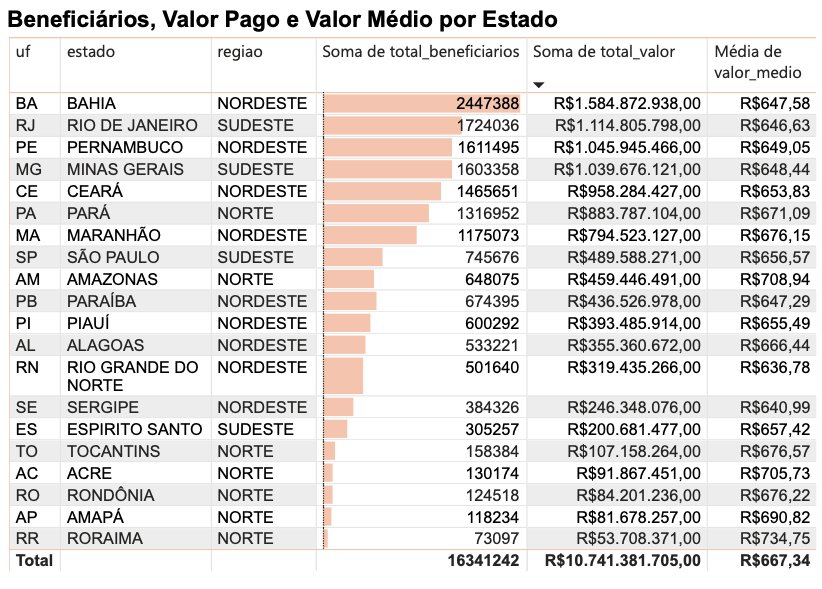 Beneficiários, Valor Pago e Valor Médio por Estado
uf estado regiao Soma de total_beneficiarios Soma de total_valor Média de
valor_medio
BA BAHIA NORDESTE 2447388 R$1.584.872.938,00 R$647,58
RJ RIO DE JANEIRO SUDESTE 1724036 R$1.114.805.798,00 R$646,63
PE PERNAMBUCO NORDESTE 1611495 R$1.045.945.466,00 R$649,05
MG MINAS GERAIS SUDESTE 1603358 R$1.039.676.121,00 R$648,44
CE CEARÁ NORDESTE 1465651 R$958.284.427,00 R$653,83
PA PARÁ NORTE 1316952 R$883.787.104,00 R$671,09
MA MARANHÃO NORDESTE 1175073 R$794.523.127,00 R$676,15
SP SÃO PAULO SUDESTE 745676 R$489.588.271,00 R$656,57
AM AMAZONAS NORTE 648075 R$459.446.491,00 R$708,94
PB PARAÍBA NORDESTE 674395 R$436.526.978,00 R$647,29
PI PIAUÍ NORDESTE 600292 R$393.485.914,00 R$655,49
AL ALAGOAS NORDESTE 533221 R$355.360.672,00 R$666,44
RN RIO GRANDE DO NORDESTE 501640 R$319.435.266,00 R$636,78
NORTE
SE SERGIPE NORDESTE 384326 R$246.348.076,00 R$640,99
ES ESPIRITO SANTO SUDESTE 305257 R$200.681.477,00 R$657,42
TO TOCANTINS NORTE 158384 R$107.158.264,00 R$676,57
AC ACRE NORTE 130174 R$91.867.451,00 R$705,73
RO RONDÔNIA NORTE 124518 R$84.201.236,00 R$676,22
AP AMAPÁ NORTE 118234 R$81.678.257,00 R$690,82
RR RORAIMA NORTE 73097 R$53.708.371,00 R$734,75
Total 16341242 R$10.741.381.705,00 R$667,34